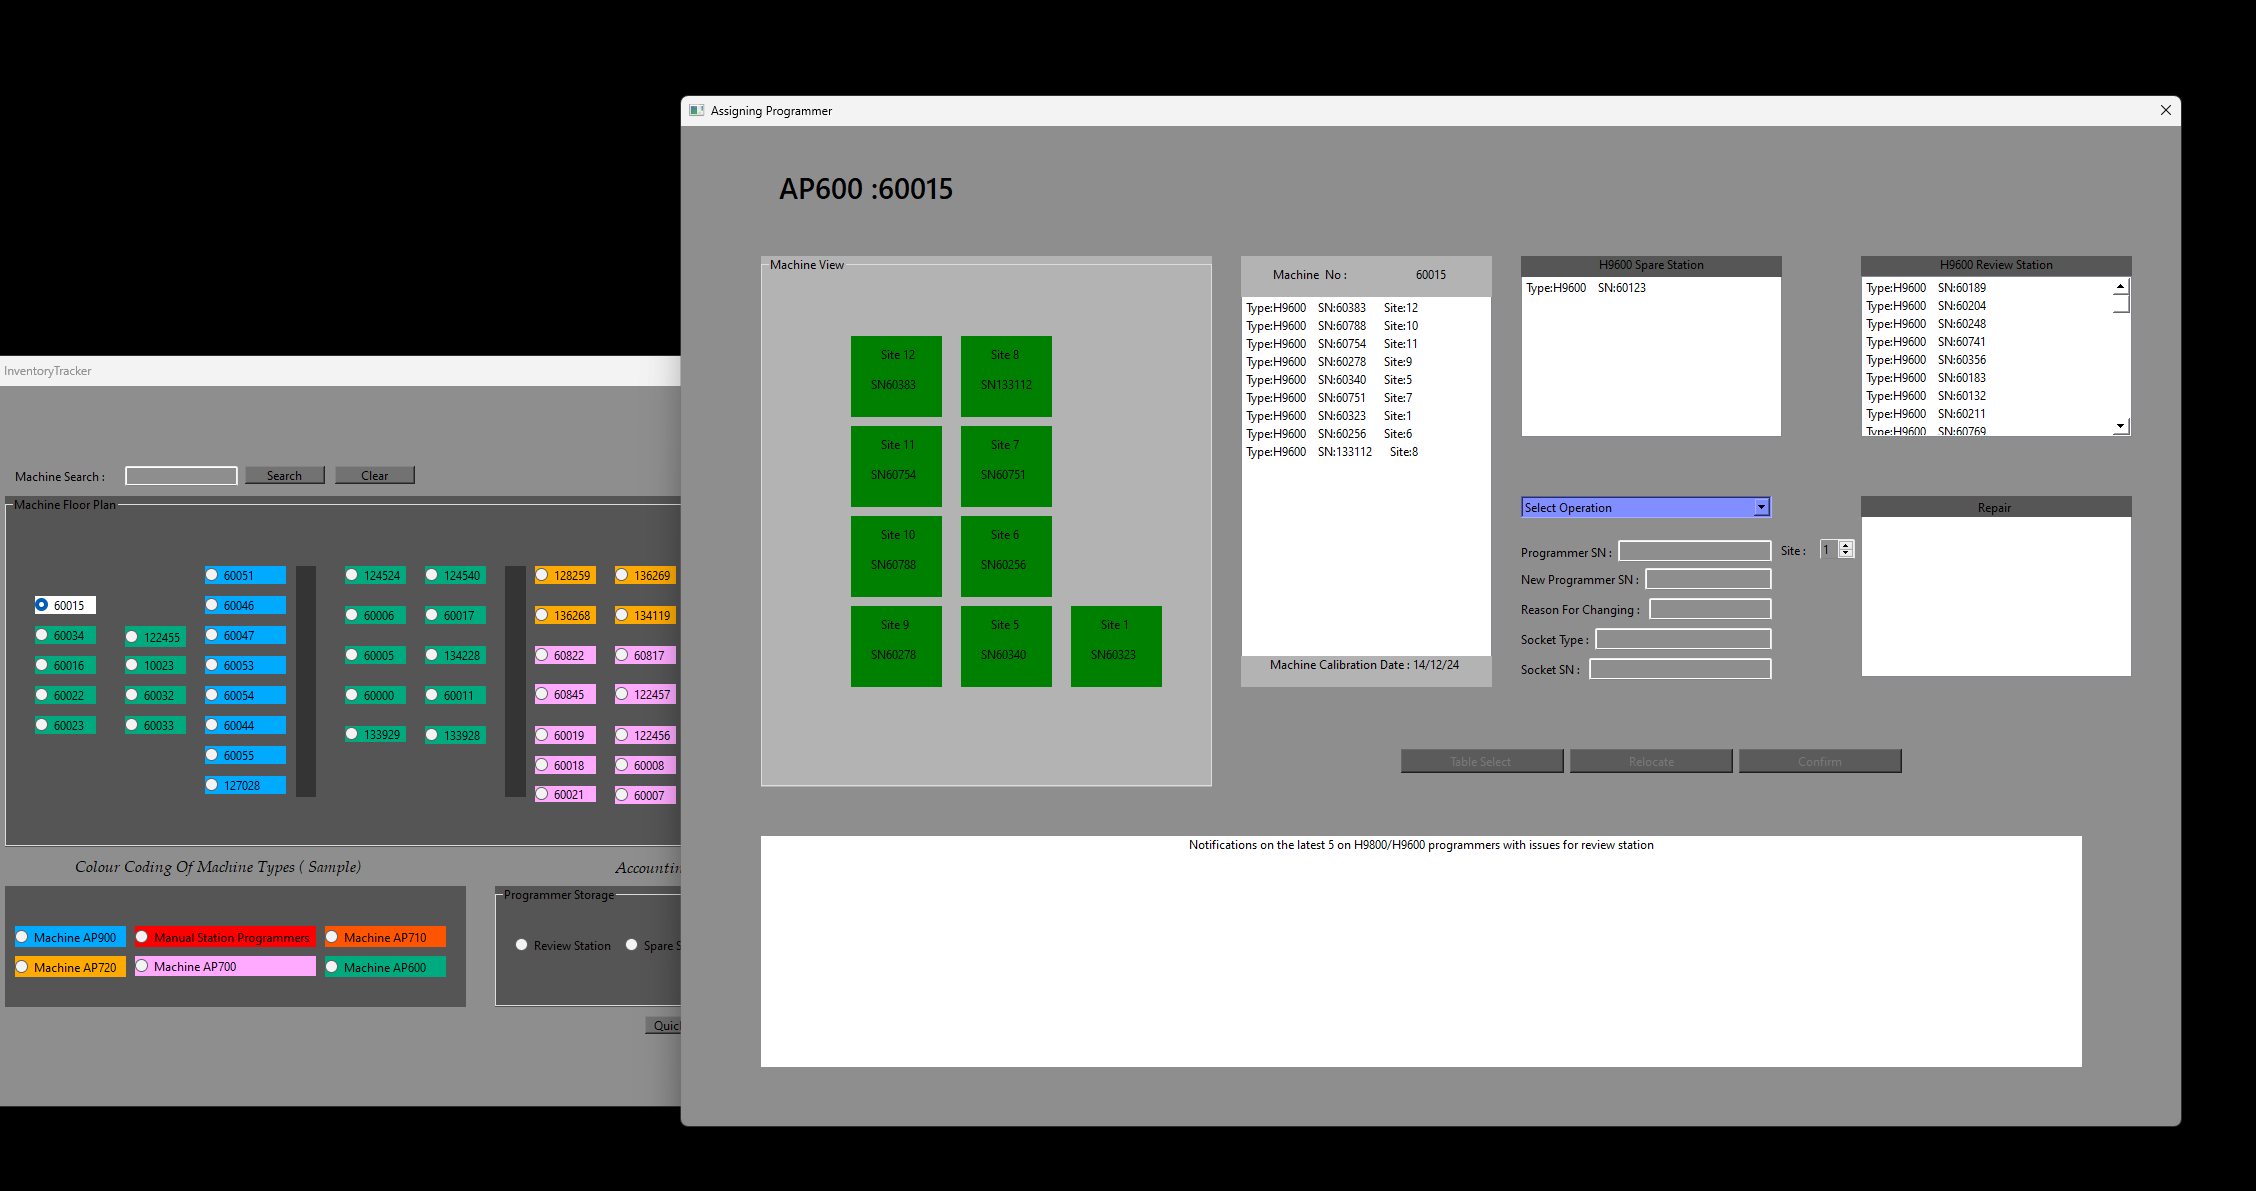 Assigning Programmer
AP600 :60015
Machine View
Site 12
SN60383
Site 8
SN133112
Site 11
SN60754
Site 7
SN60751
Site 10
SN60788
Site 6
SN60256
Site 9
SN60278
Site 5
SN60340
Site 1
SN60323
Machine No : 60015
Type:H9600 SN:60383 Site:12
Type:H9600 SN:60788 Site:10
Type:H9600 SN:60754 Site:11
Type:H9600 SN:60278 Site:9
Type:H9600 SN:60340 Site:5
Type:H9600 SN:60751 Site:7
Type:H9600 SN:60323 Site:1
Type:H9600 SN:60256 Site:6
Type:H9600 SN:133112 Site:8
Machine Calibration Date : 14/12/24
H9600 Spare Station
Type:H9600 SN:60123
H9600 Review Station
Type:H9600 SN:60189
Type:H9600 SN:60204
Type:H9600 SN:60248
Type:H9600 SN:60741
Type:H9600 SN:60356
Type:H9600 SN:60183
Type:H9600 SN:60132
Type:H9600 SN:60211
Type:H9600 SN:60769
Select Operation
Programmer SN :
Site : 1
New Programmer SN :
Reason For Changing :
Socket Type :
Socket SN :
Repair
Table Select
Relocate
Confirm
Notifications on the latest 5 on H9800/H9600 programmers with issues for review station
InventoryTracker
Machine Search :
Search
Clear
Machine Floor Plan
60051 124524 124540 128259 136269
60015 60046
60006 60017 136268 134119
60034 122455 60047
60005 134228 60822 60817
60016 10023 60053
60022 60032 60054 60000 60011 60845 122457
60023 60033 60044 133929 133928 60019 122456
60055 60018 60008
127028 60021 60007
Colour Coding Of Machine Types ( Sample)
Machine AP900 Manual Station Programmers Machine AP710
Machine AP720 Machine AP700 Machine AP600
Programmer Storage
Review Station
Spare